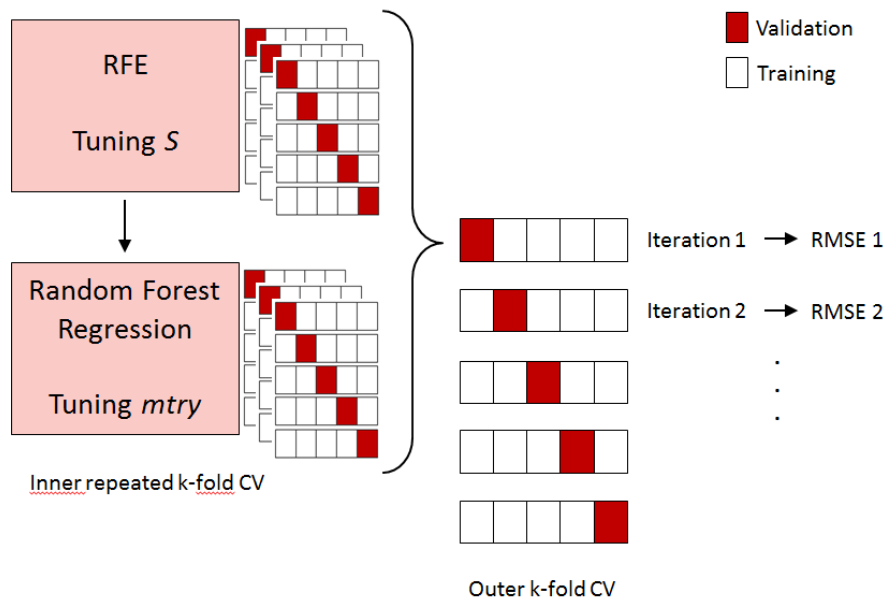 RFE
Tuning S
Random Forest
Regression
Tuning mtry
Inner repeated k-fold CV
Validation
Training
Iteration 1
RMSE 1
Iteration 2
RMSE 2
Outer k-fold CV